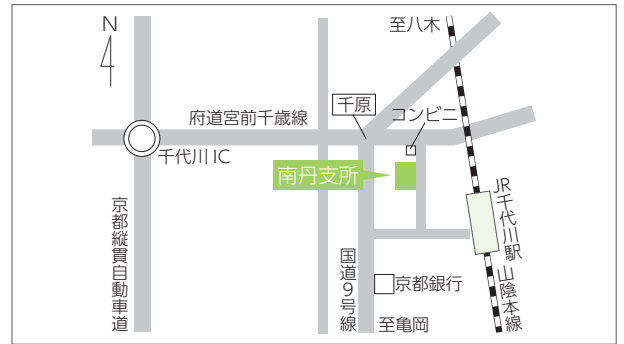 N
至八木
千原
コンビニ
府道宮前千歳線
千代川IC
南丹支所
JR千代川駅
京都縦貫自動車道
国道9号線
京都銀行
山陰本線
至亀岡